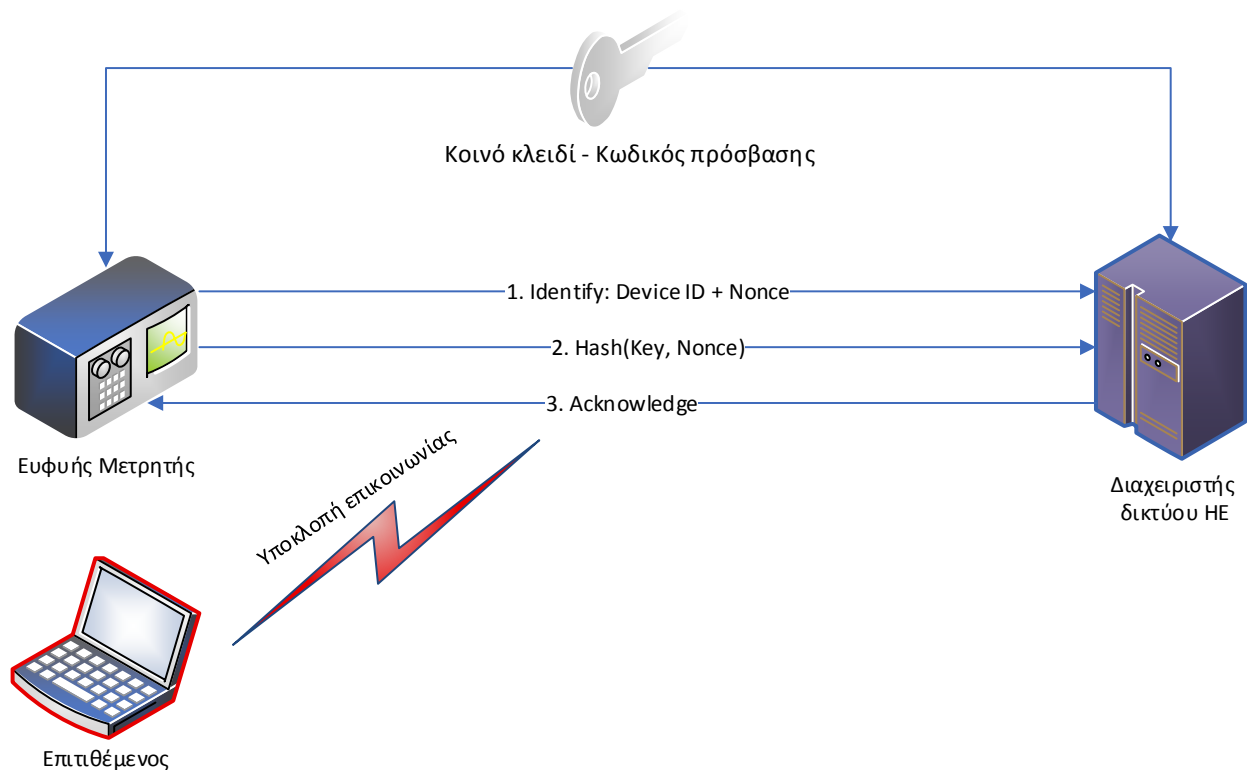 Κοινό κλειδί - Κωδικός πρόσβασης
1. Identify: Device ID + Nonce
2. Hash(Key, Nonce)
3. Acknowledge
Ευφυής Μετρητής
Υποκλοπή επικοινωνίας
Διαχειριστής
δικτύου ΗΕ
Επιτιθέμενος